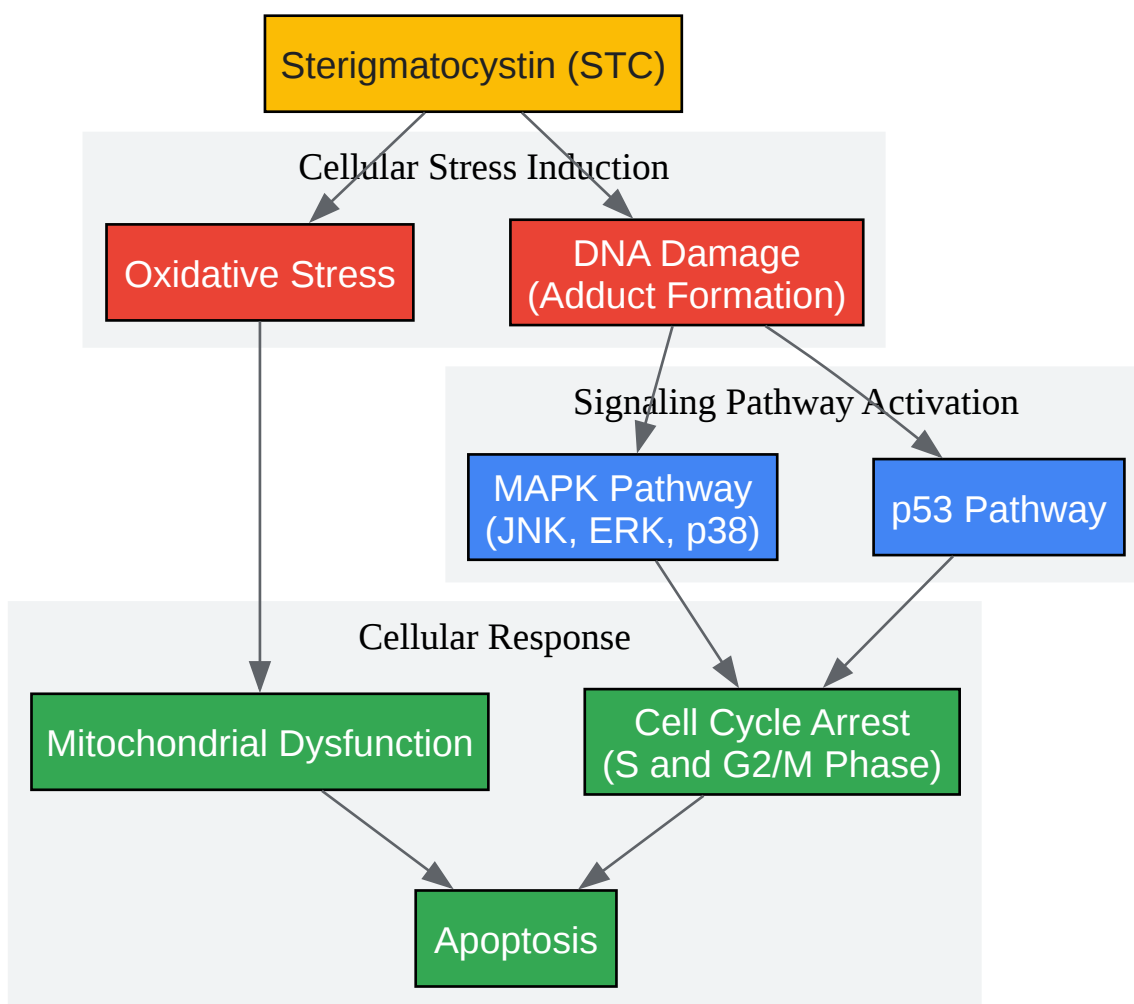 Sterigmatocystin (STC)
Cellular Stress Induction
Oxidative Stress
DNA Damage
(Adduct Formation)
Signaling Pathway Activation
MAPK Pathway
(JNK, ERK, p38)
p53 Pathway
Cellular Response
Mitochondrial Dysfunction
Cell Cycle Arrest
(S and G2/M Phase)
Apoptosis